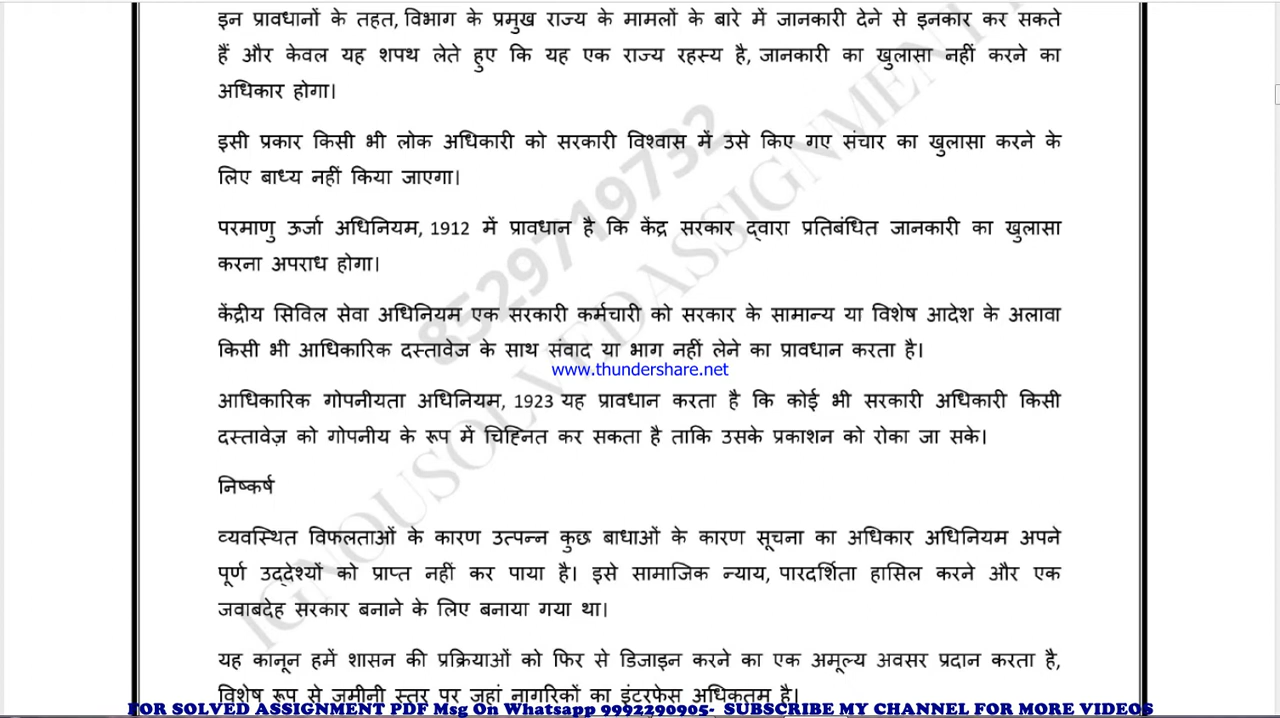 इन प्रावधानों के तहत, विभाग के प्रमुख राज्य के मामलों के बारे में जानकारी देने से इनकार कर सकते
हैं और केवल यह शपथ लेते हुए कि यह एक राज्य रहस्य है, जानकारी का खुलासा नहीं करने का
अधिकार होगा।
इसी प्रकार किसी भी लोक अधिकारी को सरकारी विश्वास में उसे किए गए संचार का खुलासा करने के
लिए बाध्य नहीं किया जाएगा।
परमाणु ऊर्जा अधिनियम, 1912 में प्रावधान है कि केंद्र सरकार द्वारा प्रतिबंधित जानकारी का खुलासा
करना अपराध होगा।
केंद्रीय सिविल सेवा अधिनियम एक सरकारी कर्मचारी को सरकार के सामान्य या विशेष आदेश के अलावा
किसी भी आधिकारिक दस्तावेज के साथ संवाद या भाग नहीं लेने का प्रावधान करता है।
www.thundershare.net
आधिकारिक गोपनीयता अधिनियम, 1923 यह प्रावधान करता है कि कोई भी सरकारी अधिकारी किसी
दस्तावेज़ को गोपनीय के रूप में चिह्नित कर सकता है ताकि उसके प्रकाशन को रोका जा सके।
निष्कर्ष
व्यवस्थित विफलताओं के कारण उत्पन्न कुछ बाधाओं के कारण सूचना का अधिकार अधिनियम अपने
पूर्ण उद्देश्यों को प्राप्त नहीं कर पाया है। इसे सामाजिक न्याय, पारदर्शिता हासिल करने और एक
जवाबदेह सरकार बनाने के लिए बनाया गया था।
यह कानून हमें शासन की प्रक्रियाओं को फिर से डिजाइन करने का एक अमूल्य अवसर प्रदान करता है,
विशेष रूप से जमीनी स्तर पर जहां नागरिकों का इंटरफेस अधिकतम है।
FOR SOLVED ASSIGNMENT PDF Msg On Whatsapp 9992290905- SUBSCRIBE MY CHANNEL FOR MORE VIDEOS
8529719732
IGNOUSOLVEDASSIGNMENT